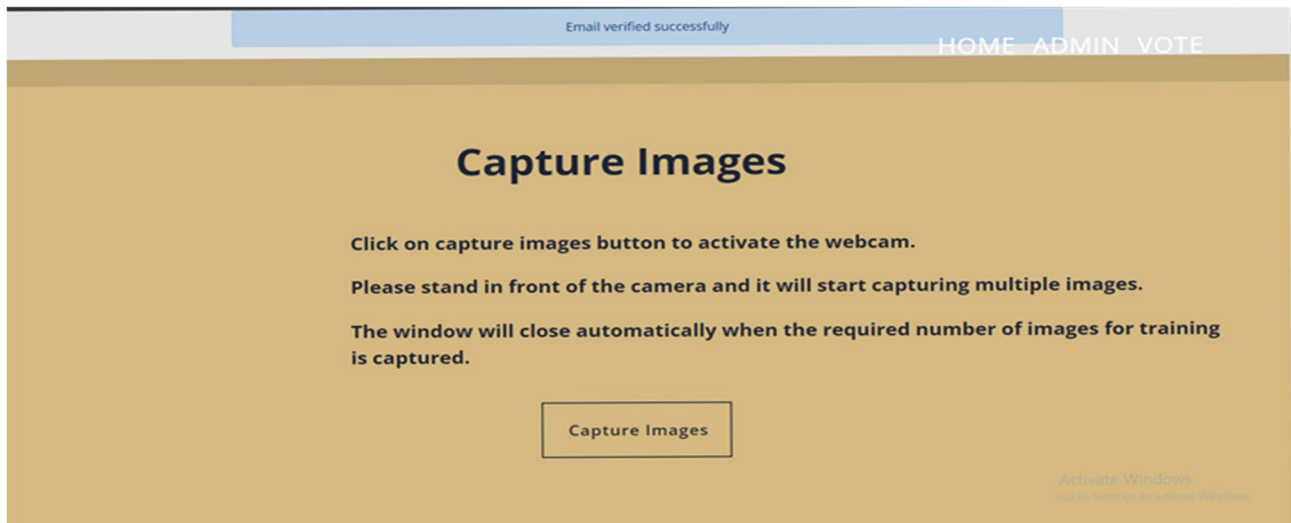 Email verified successfully
HOME ADMIN VOTE
Capture Images
Click on capture images button to activate the webcam.
Please stand in front of the camera and it will start capturing multiple images.
The window will close automatically when the required number of images for training
is captured.
Capture Images
Activate Windows
Go to Settings to activate Windows.